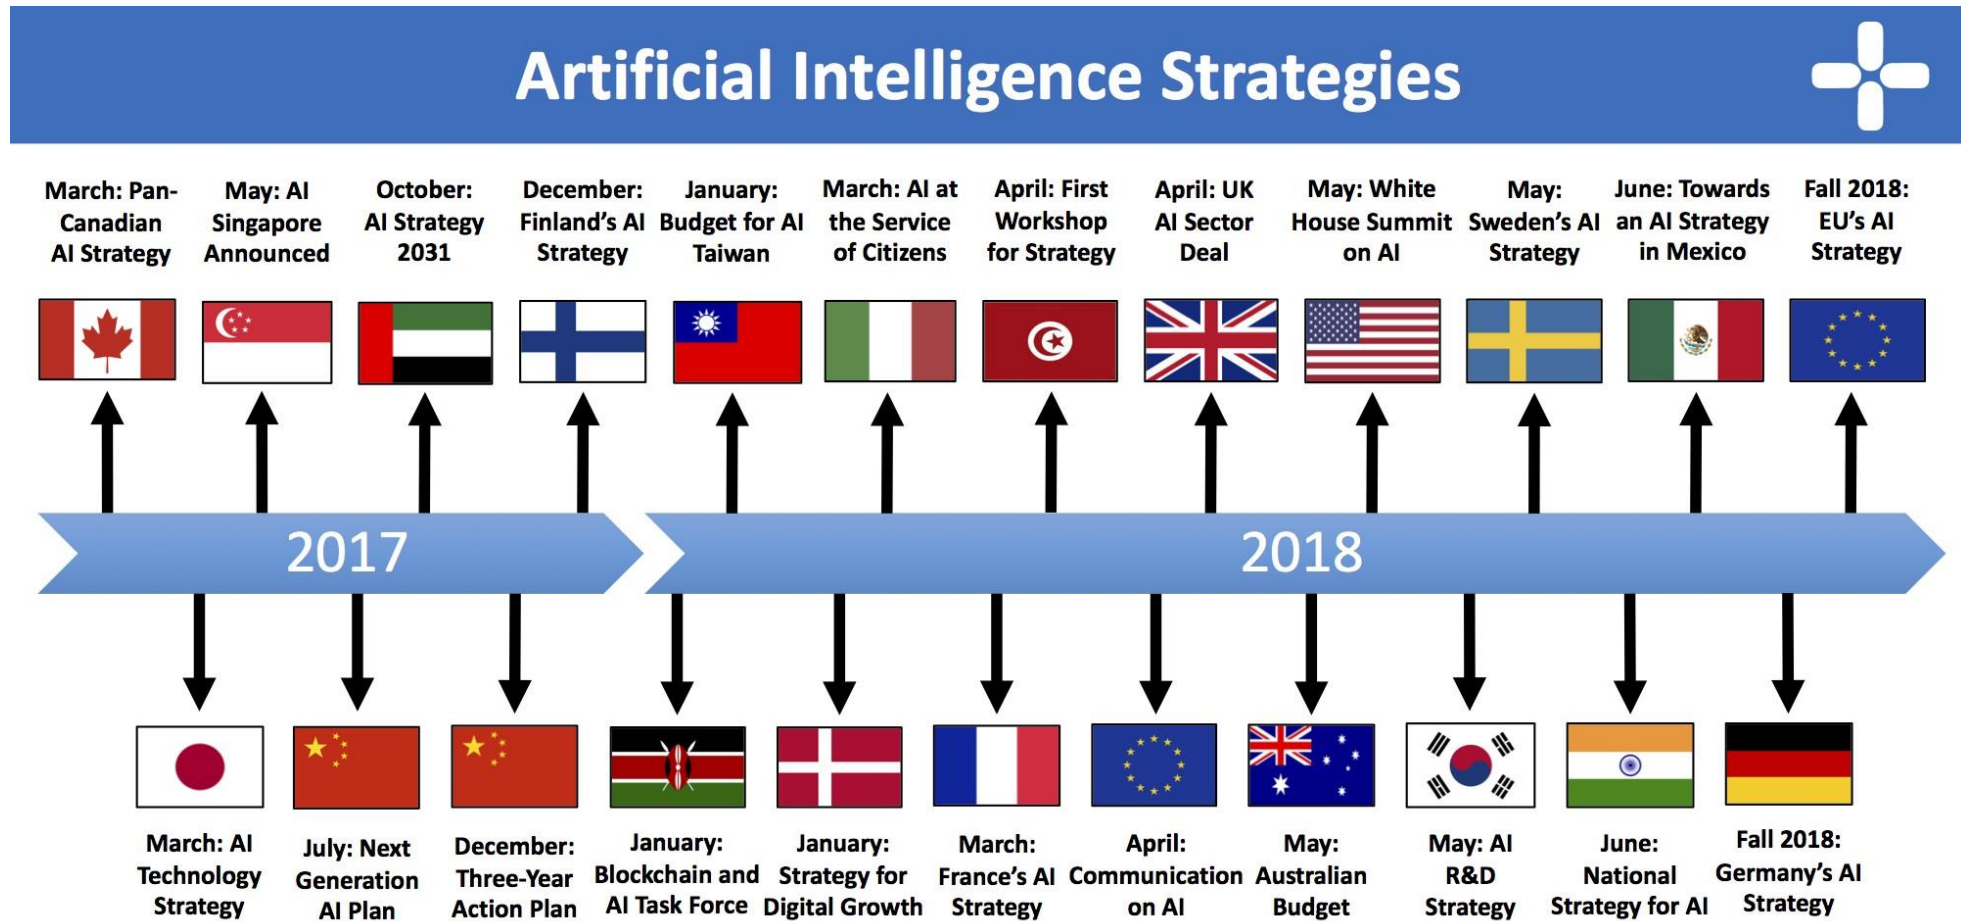 Artificial Intelligence Strategies
March: Pan-
Canadian
AI Strategy
May: AI
Singapore
Announced
October:
AI Strategy
2031
December:
Finland's AI
Strategy
January:
Budget for AI
Taiwan
March: AI at
the Service
of Citizens
April: First
Workshop
for Strategy
April: UK
AI Sector
Deal
May: White
House Summit
on AI
May:
Sweden's AI
Strategy
June: Towards
an AI Strategy
in Mexico
Fall 2018:
EU's AI
Strategy
2017
2018
March: AI
Technology
Strategy
July: Next
Generation
AI Plan
December:
Three-Year
Action Plan
January:
Blockchain and
AI Task Force
January:
Strategy for
Digital Growth
March:
France's AI
Strategy
April:
Communication
on AI
May:
Australian
Budget
May: AI
R&D
Strategy
June:
National
Strategy for AI
Fall 2018:
Germany's AI
Strategy